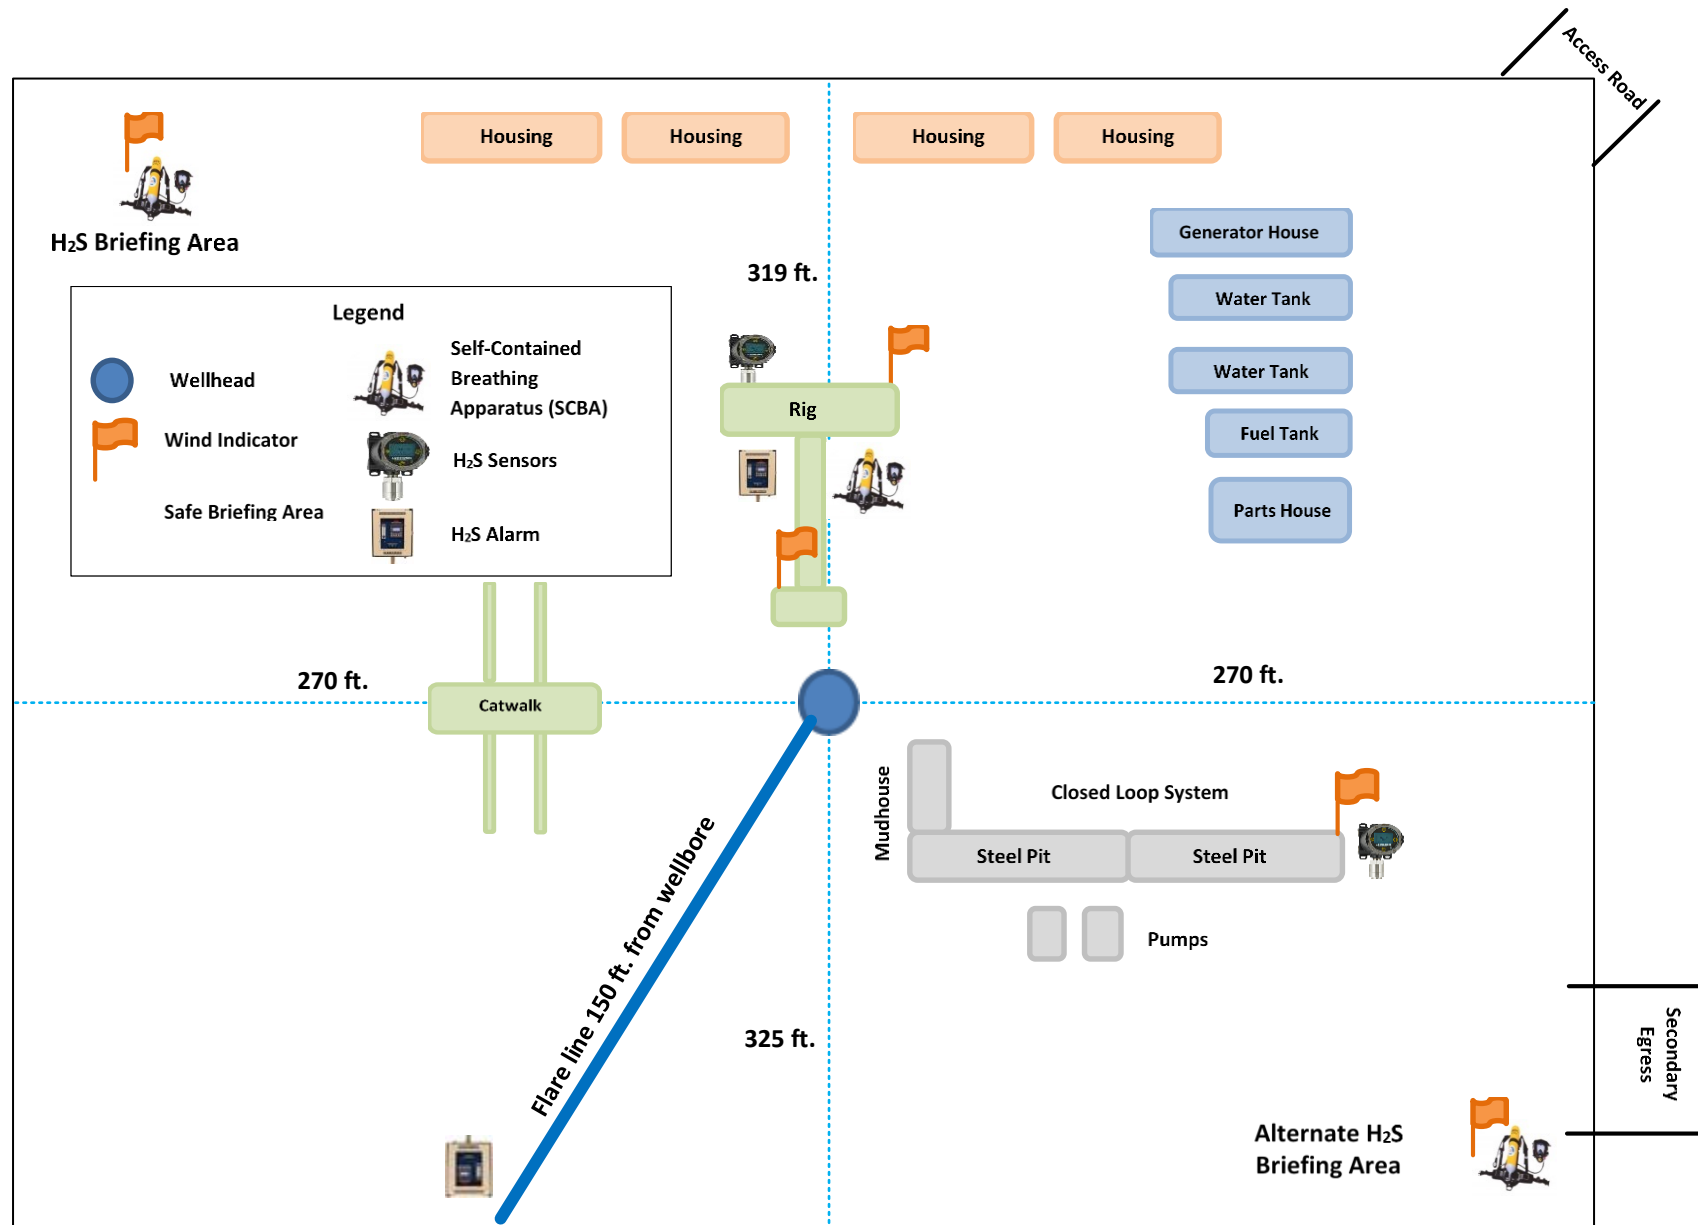 Access Road
Housing
Housing
Housing
Housing
H₂S Briefing Area
Generator House
319 ft.
Water Tank
Legend
Self-Contained
Breathing
Apparatus (SCBA)
Wellhead
Wind Indicator
H₂S Sensors
Safe Briefing Area
H₂S Alarm
Water Tank
Rig
Fuel Tank
Parts House
270 ft.
270 ft.
Catwalk
Mudhouse
Closed Loop System
Steel Pit
Steel Pit
Pumps
Flare line 150 ft. from wellbore
325 ft.
Secondary
Egress
Alternate H₂S
Briefing Area